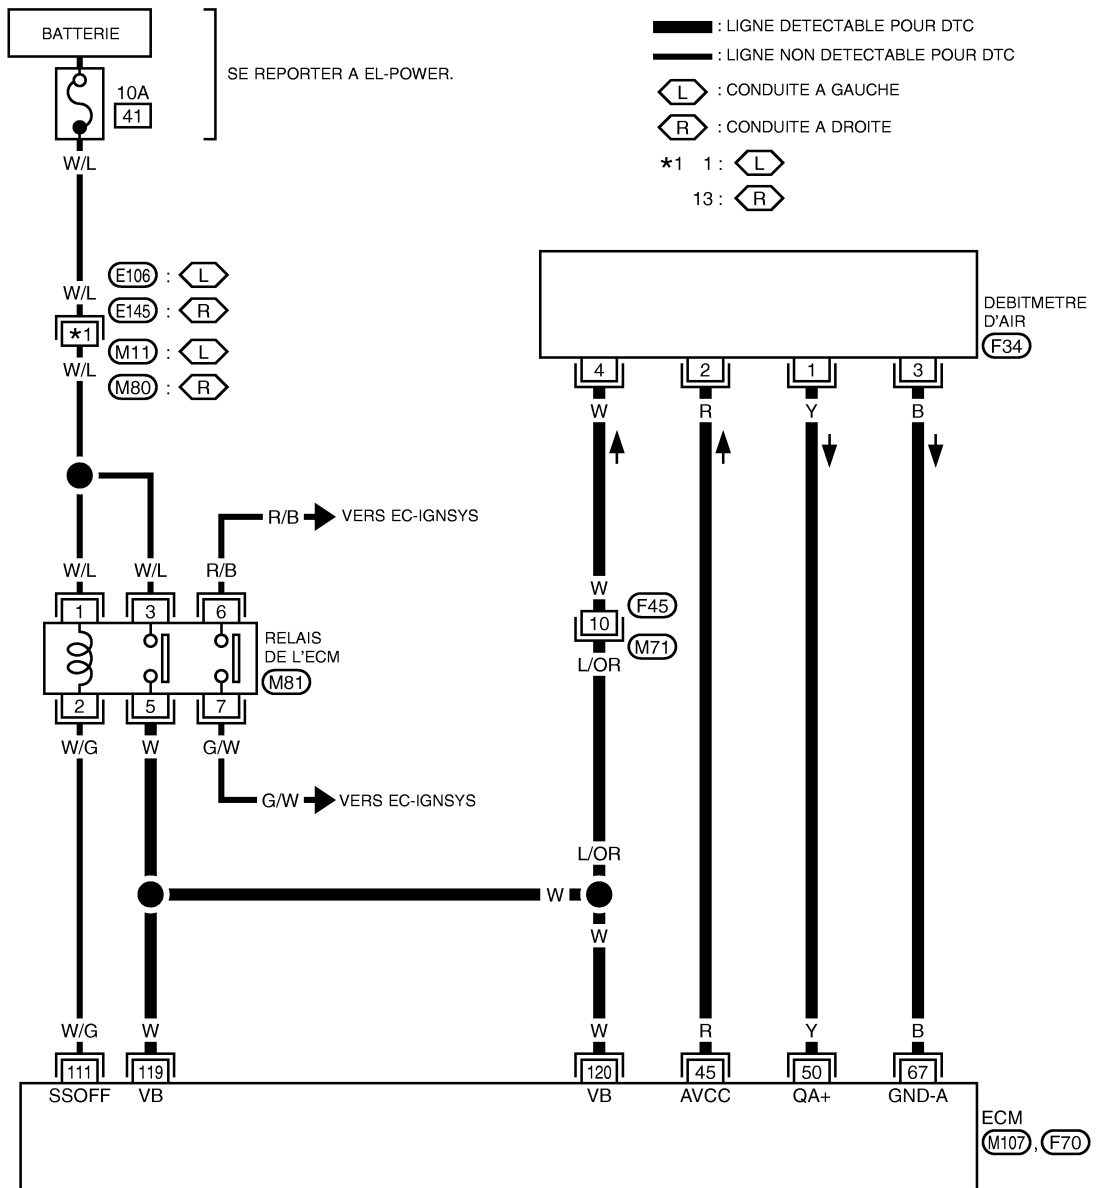 BATTERIE
10A
41
SE REPORTER A EL-POWER.
: LIGNE DETECTABLE POUR DTC
: LIGNE NON DETECTABLE POUR DTC
L : CONDUITE A GAUCHE
R : CONDUITE A DROITE
*1 1 : L
13 : R
W/L
W/L
E106 : L
E145 : R
*1
M11 : L
M80 : R
W/L
DEBITMETRE
D'AIR
F34
4 2 1 3
W R Y B
R/B VERS EC-IGNSYS
W/L W/L R/B
1 3 6
RELAIS
DE L'ECM
M81
2 5 7
W/G W G/W
G/W VERS EC-IGNSYS
W
10
F45
M71
L/OR
L/OR
W
W
W/G W W R Y B
111 119 120 45 50 67
SSOFF VB VB AVCC QA+ GND-A
ECM
M107 , F70